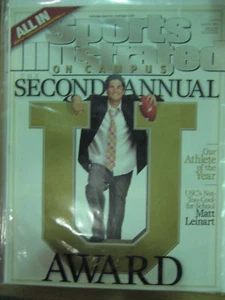 ALL IN
Sports
Illustrated
ON CAMPUS
THE
SECOND ANNUAL
U
AWARD
Our
Athlete
of the
Year
USC's Not
Too-Cool-
for-School
Matt
Leinart